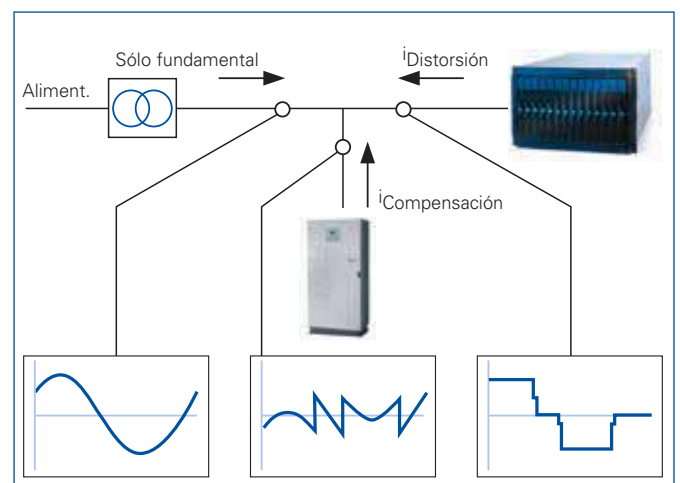 Sólo fundamental
iDistorsión
Aliment.
iCompensación